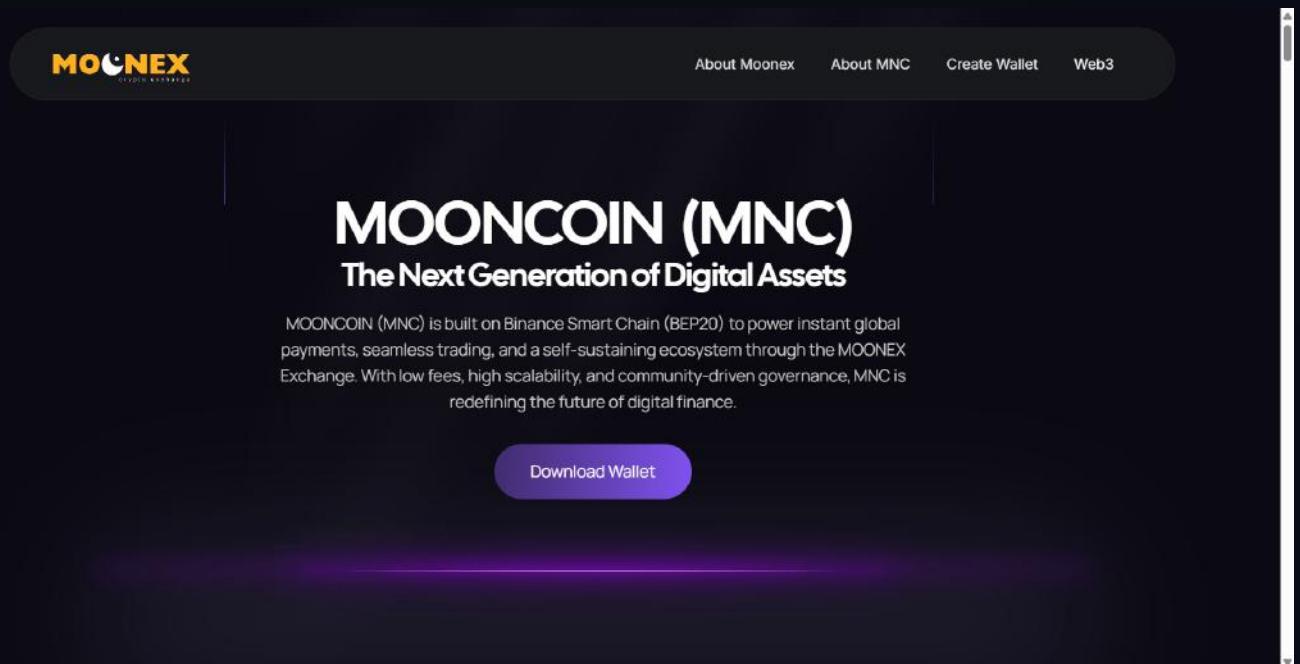 MOONEX
crypto exchange
About Moonex
About MNC
Create Wallet
Web3
MOONCOIN (MNC)
The Next Generation of Digital Assets
MOONCOIN (MNC) is built on Binance Smart Chain (BEP20) to power instant global
payments, seamless trading, and a self-sustaining ecosystem through the MOONEX
Exchange. With low fees, high scalability, and community-driven governance, MNC is
redefining the future of digital finance.
Download Wallet